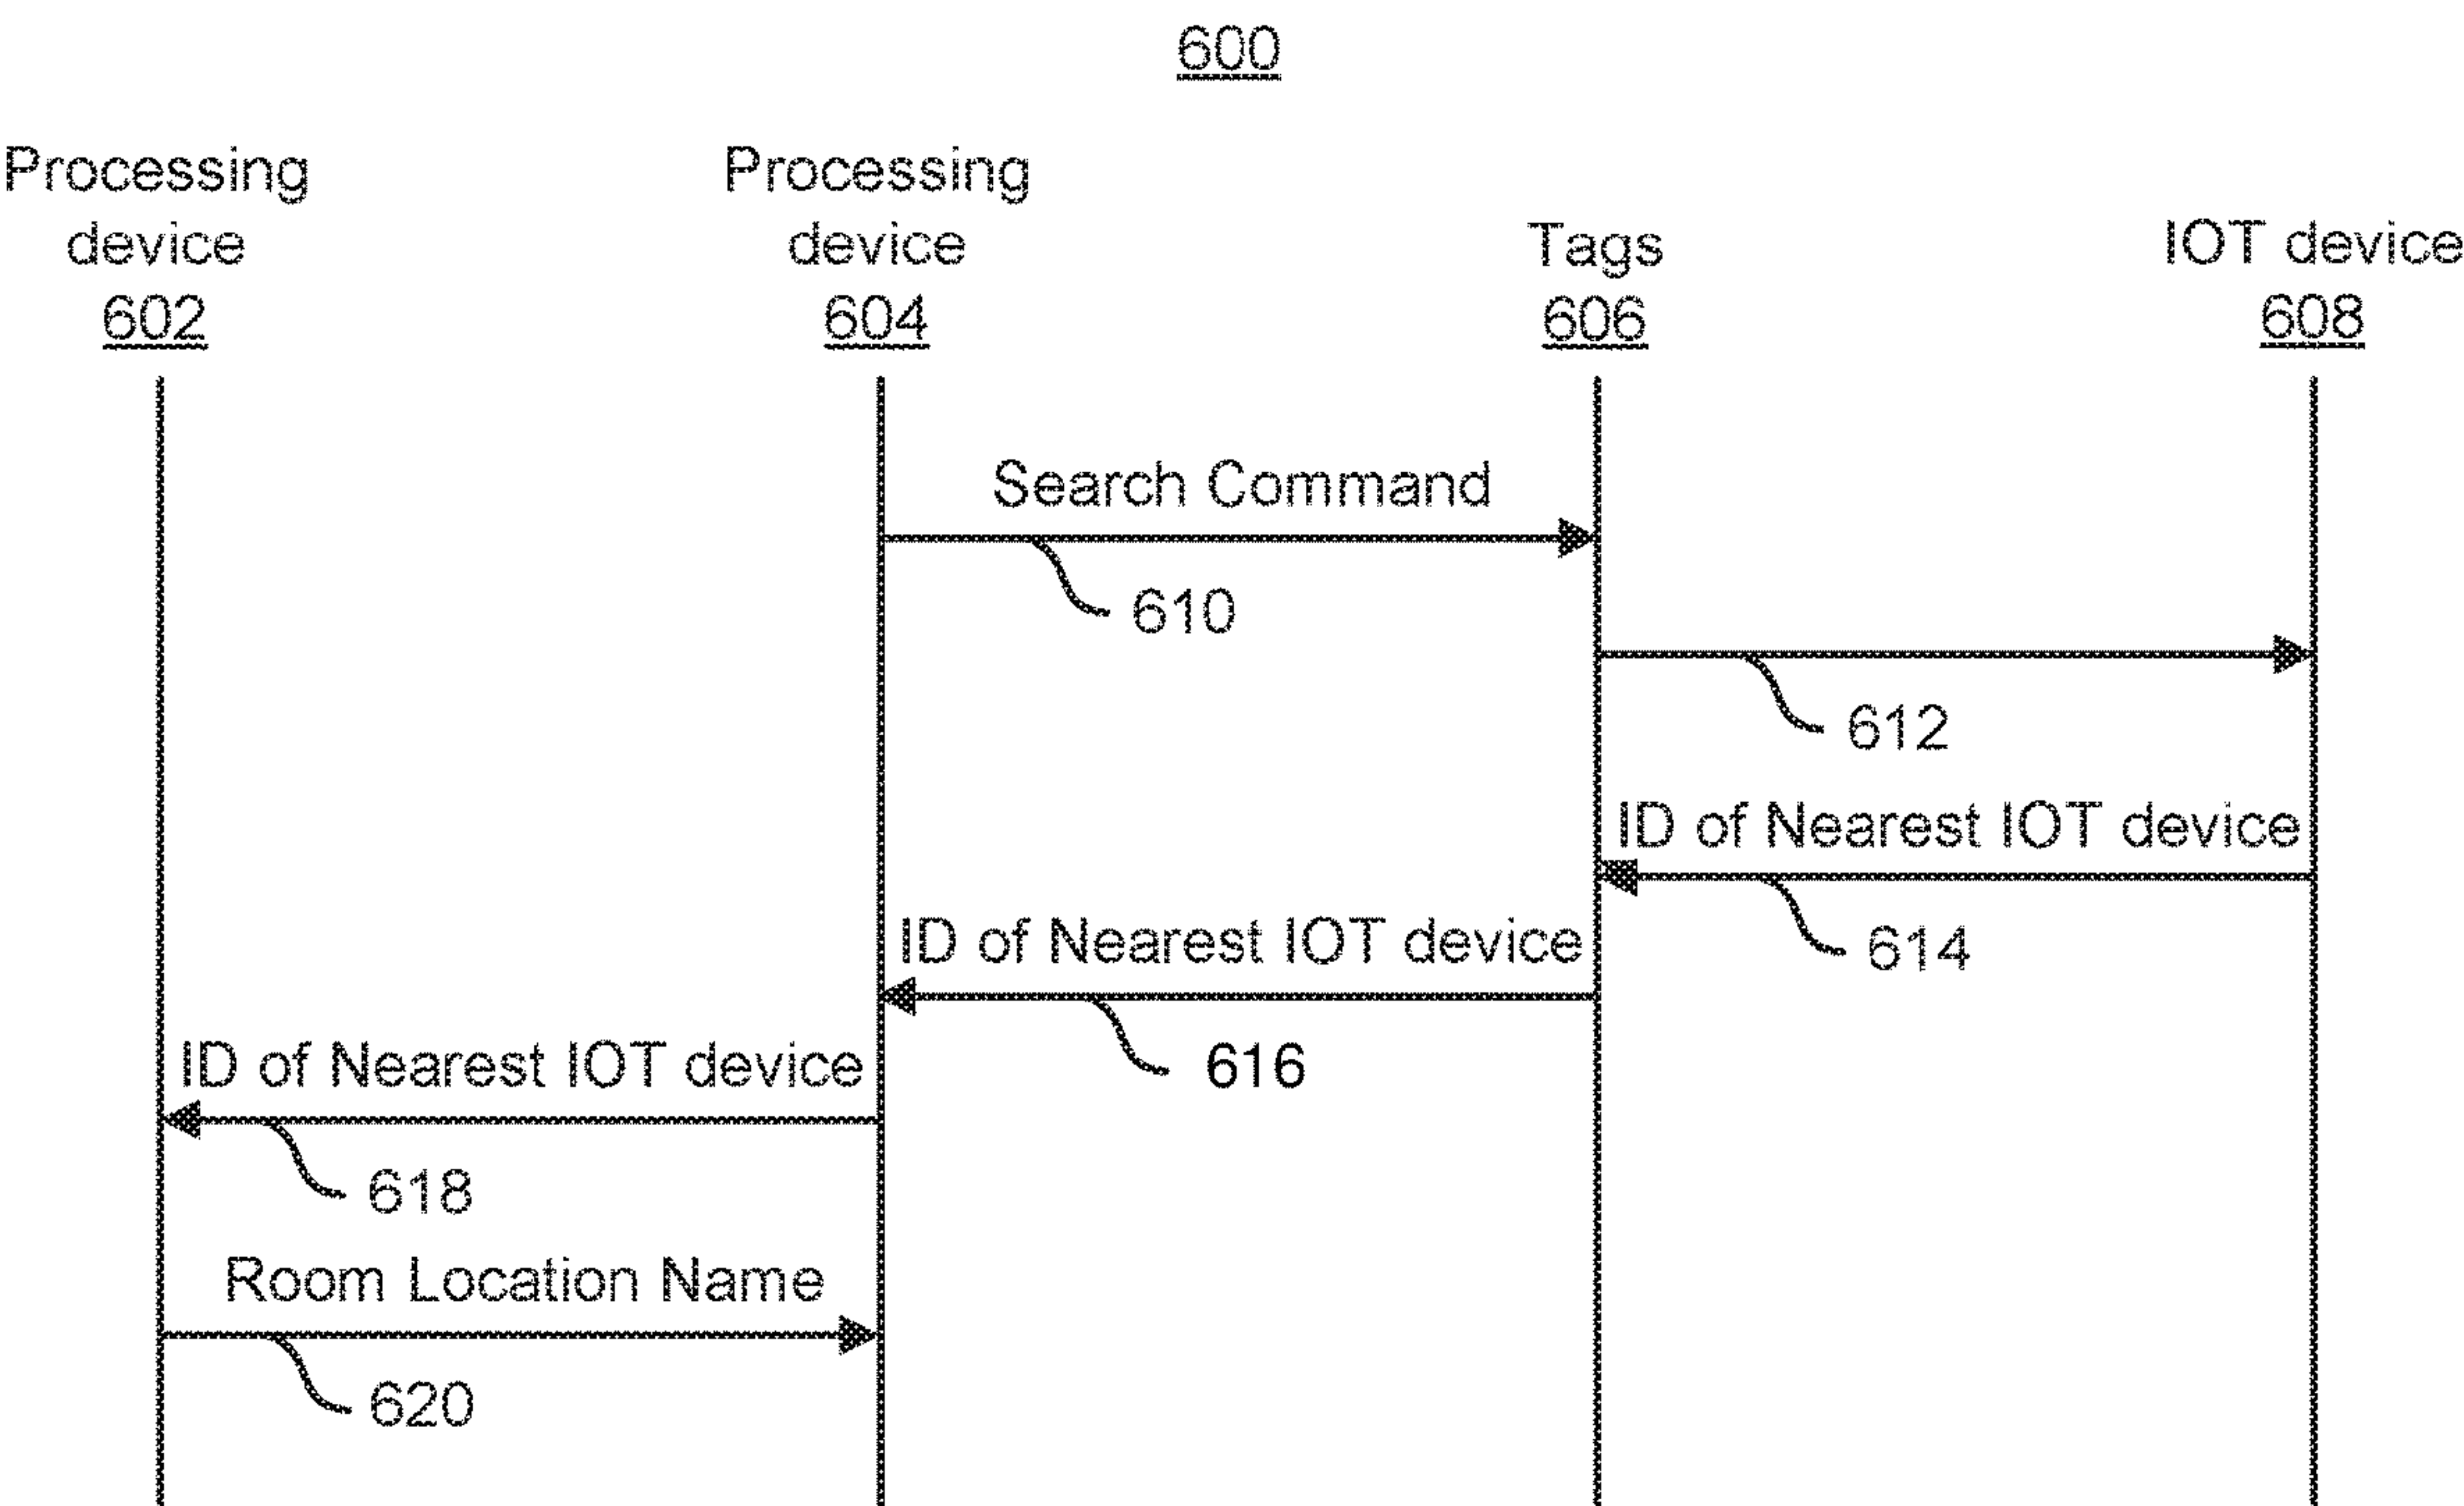 600
Processing
device
602
Processing
device
604
Tags
606
IOT device
608
Search Command
610
612
ID of Nearest IOT device
614
ID of Nearest IOT device
616
ID of Nearest IOT device
618
Room Location Name
620